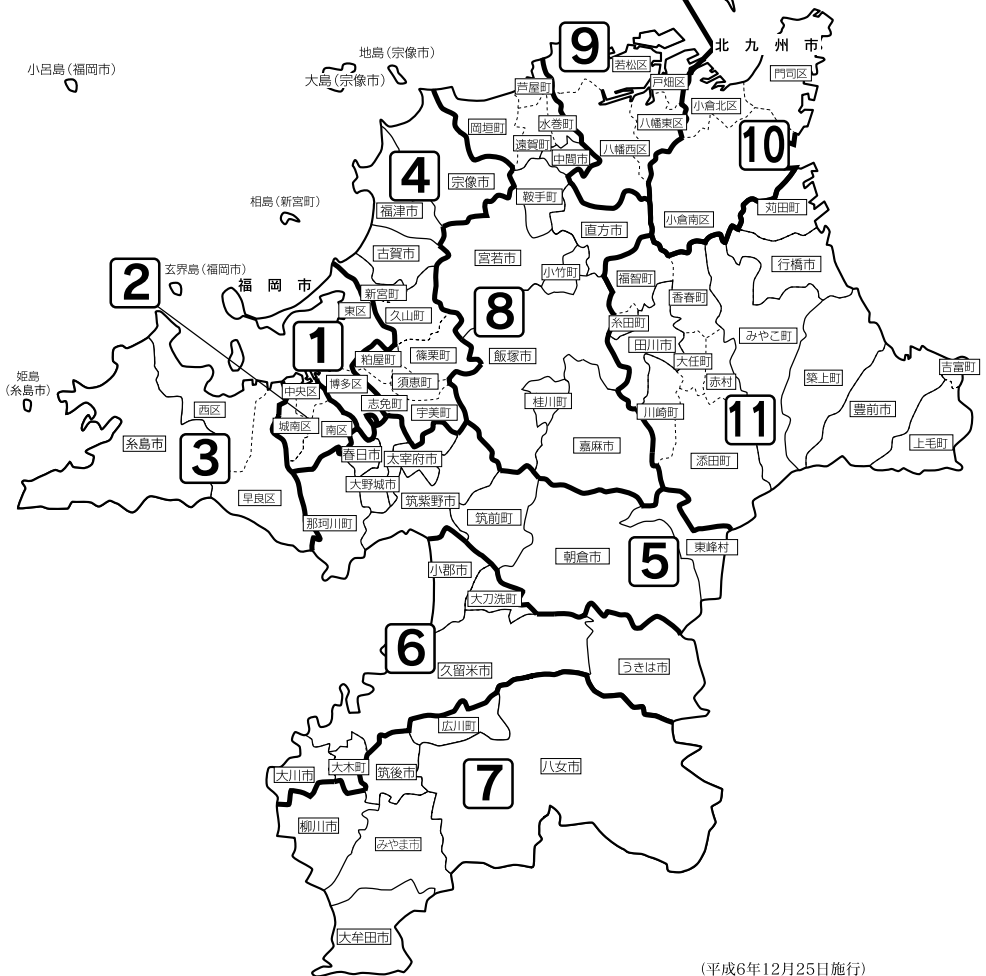 9
北九州市
地島(宗像市)
小呂島(福岡市)
大島(宗像市)
若松区
戸畑区
門司区
芦屋町
小倉北区
岡垣町
水巻町
八幡東区
遠賀町
中間市
八幡西区
10
4
宗像市
鞍手町
相島(新宮町)
福津市
小倉南区
苅田町
直方市
古賀市
宮若市
行橋市
玄界島(福岡市)
小竹町
福智町
2
福岡市
新宮町
香春町
東区
久山町
8
糸田町
みやこ町
1
田川市
粕屋町
篠栗町
飯塚市
大任町
吉富町
姫島
(糸島市)
中央区
博多区
須恵町
赤村
築上町
西区
志免町
宇美町
桂川町
川崎町
11
豊前市
城南区
南区
糸島市
3
春日市
太宰府市
嘉麻市
添田町
上毛町
大野城市
早良区
筑紫野市
那珂川町
筑前町
朝倉市
5
東峰村
小郡市
大刀洗町
6
久留米市
うきは市
広川町
大川市
大木町
筑後市
7
八女市
柳川市
みやま市
大牟田市
(平成6年12月25日施行)